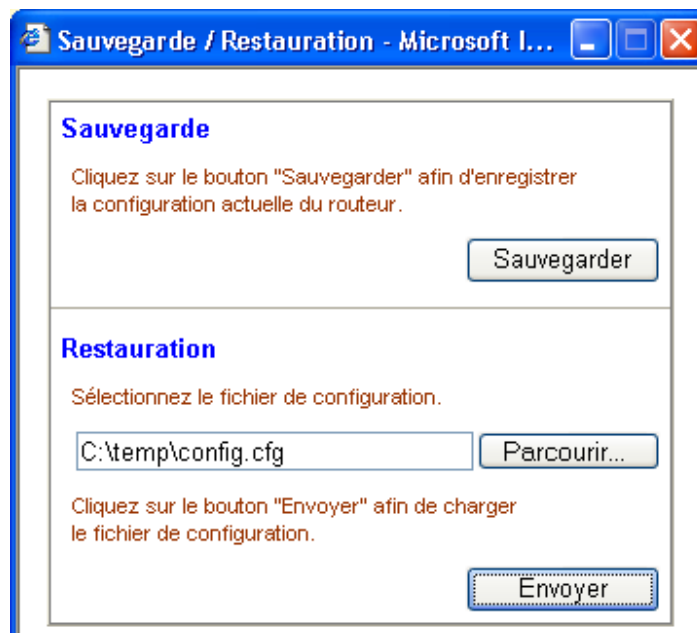 Sauvegarde / Restauration - Microsoft I...
Sauvegarde
Cliquez sur le bouton "Sauvegarder" afin d'enregistrer
la configuration actuelle du routeur.
Sauvegarder
Restauration
Sélectionnez le fichier de configuration.
C:\temp\config.cfg
Parcourir...
Cliquez sur le bouton "Envoyer" afin de charger
le fichier de configuration.
Envoyer